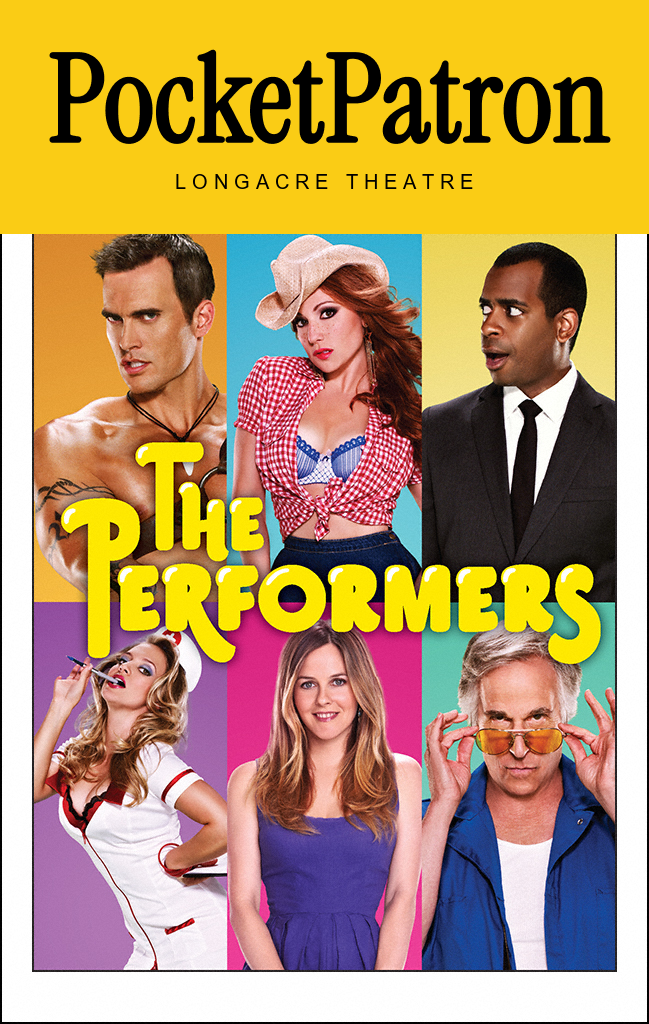 PocketPatron
LONGACRE THEATRE
THE
PERFORMERS